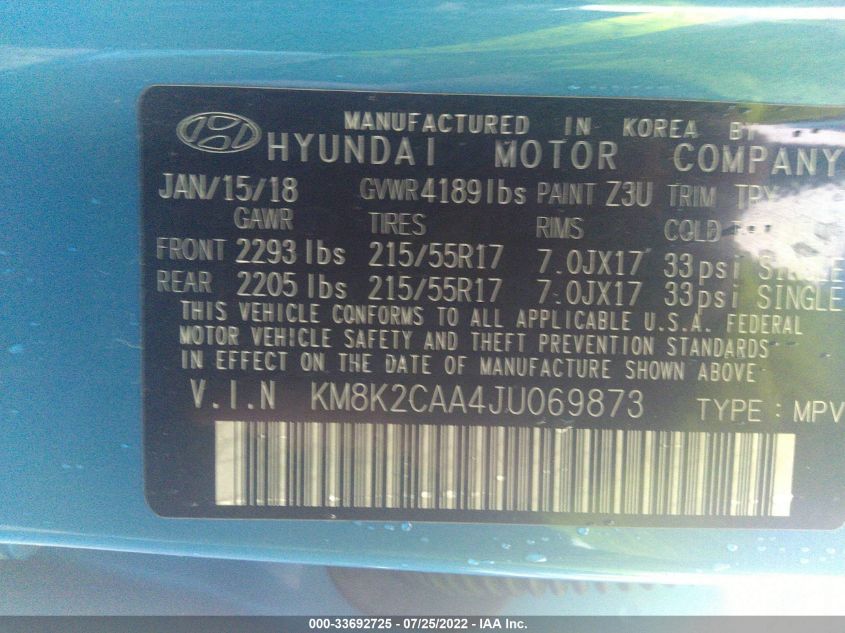 MANUFACTURED IN KOREA BY
HYUNDAI MOTOR COMPANY
JAN/15/18 GVWR 4189 lbs PAINT Z3U TRIM
GAWR TIRES RIMS COLD
FRONT 2293 lbs 215/55R17 7.0JX17 33psi SINGLE
REAR 2205 lbs 215/55R17 7.0JX17 33psi SINGLE
THIS VEHICLE CONFORMS TO ALL APPLICABLE U.S.A. FEDERAL
MOTOR VEHICLE SAFETY AND THEFT PREVENTION STANDARDS
IN EFFECT ON THE DATE OF MANUFACTURE SHOWN ABOVE
V.I.N KM8K2CAA4JU069873 TYPE : MPV
000-33692725 - 07/25/2022 - IAA Inc.